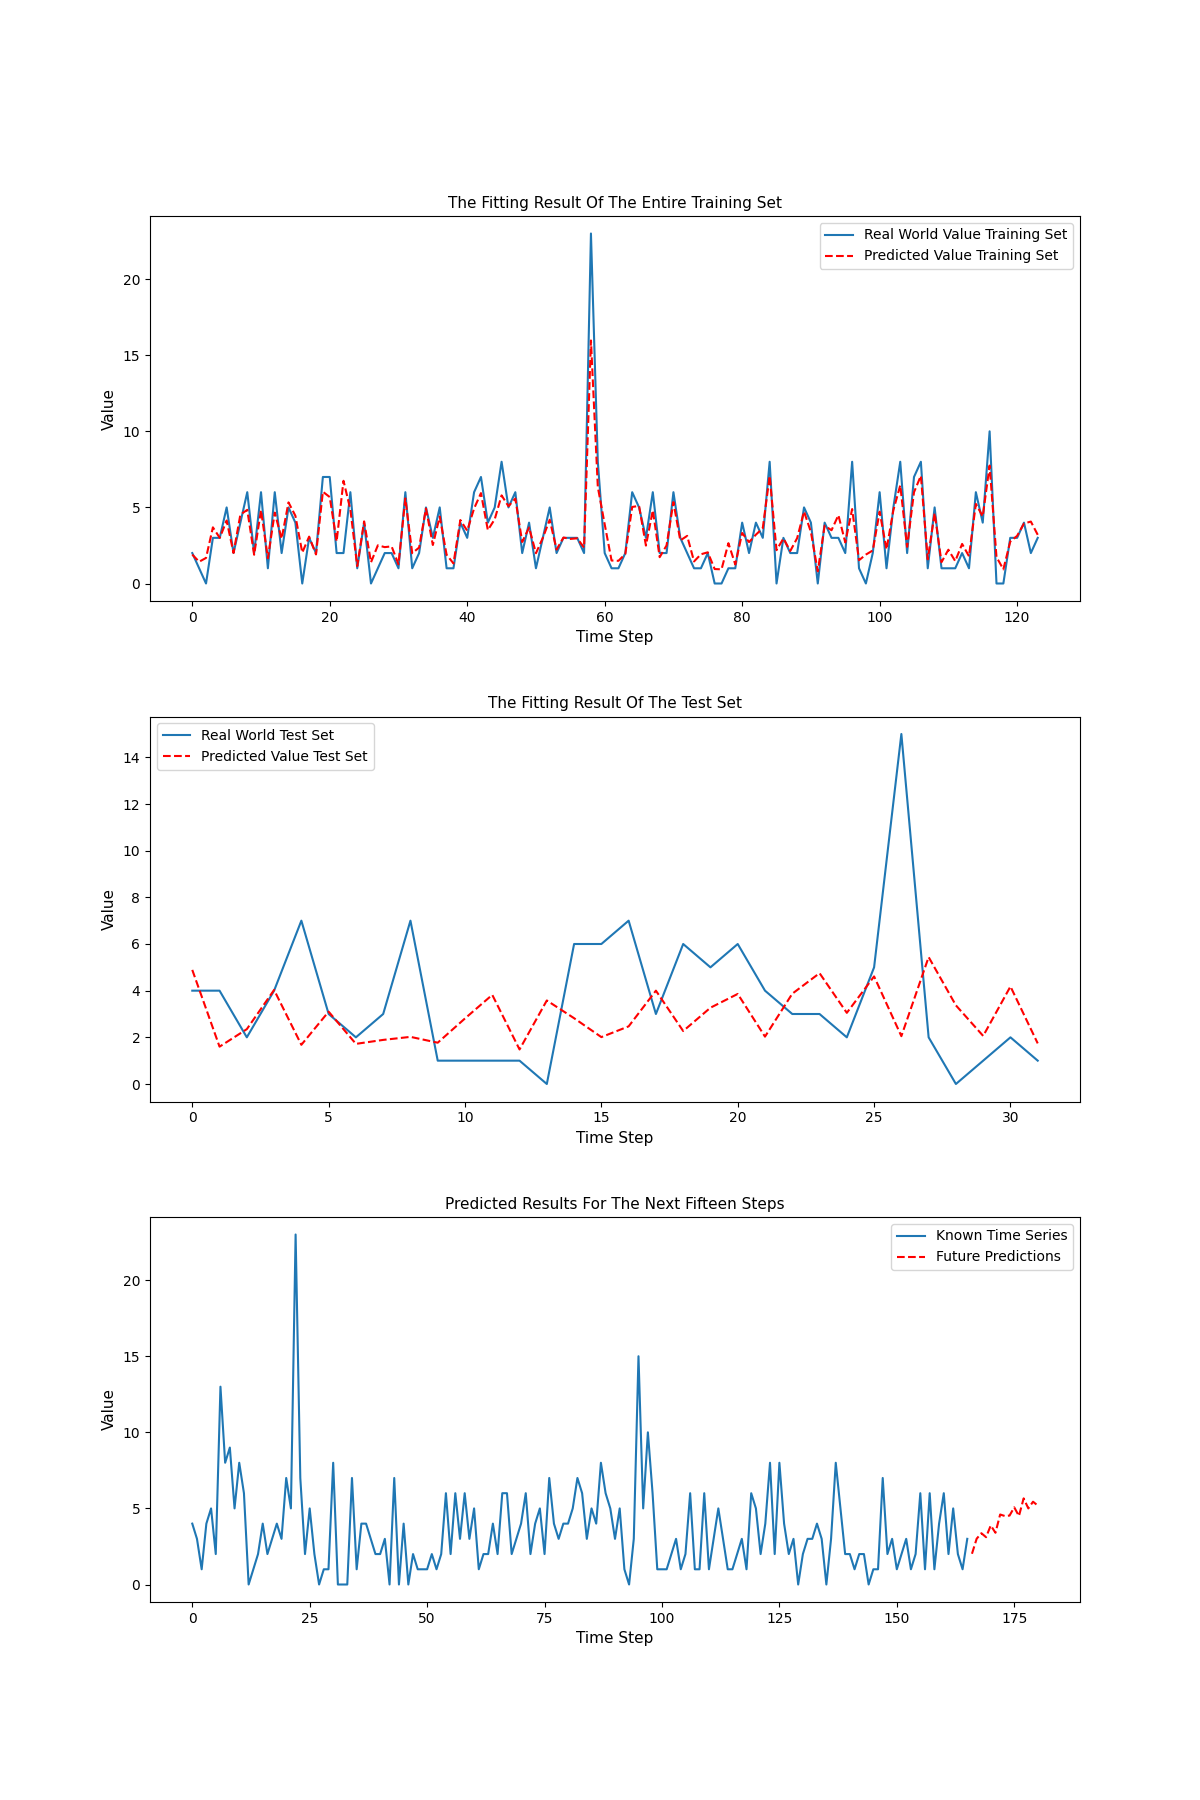 The Fitting Result Of The Entire Training Set
Real World Value Training Set
Predicted Value Training Set
20
15
10
5
0
Value
0 20 40 60 80 100 120
Time Step
The Fitting Result Of The Test Set
Real World Test Set
Predicted Value Test Set
14
12
10
8
6
4
2
0
Value
0 5 10 15 20 25 30
Time Step
Predicted Results For The Next Fifteen Steps
Known Time Series
Future Predictions
20
15
10
5
0
Value
0 25 50 75 100 125 150 175
Time Step